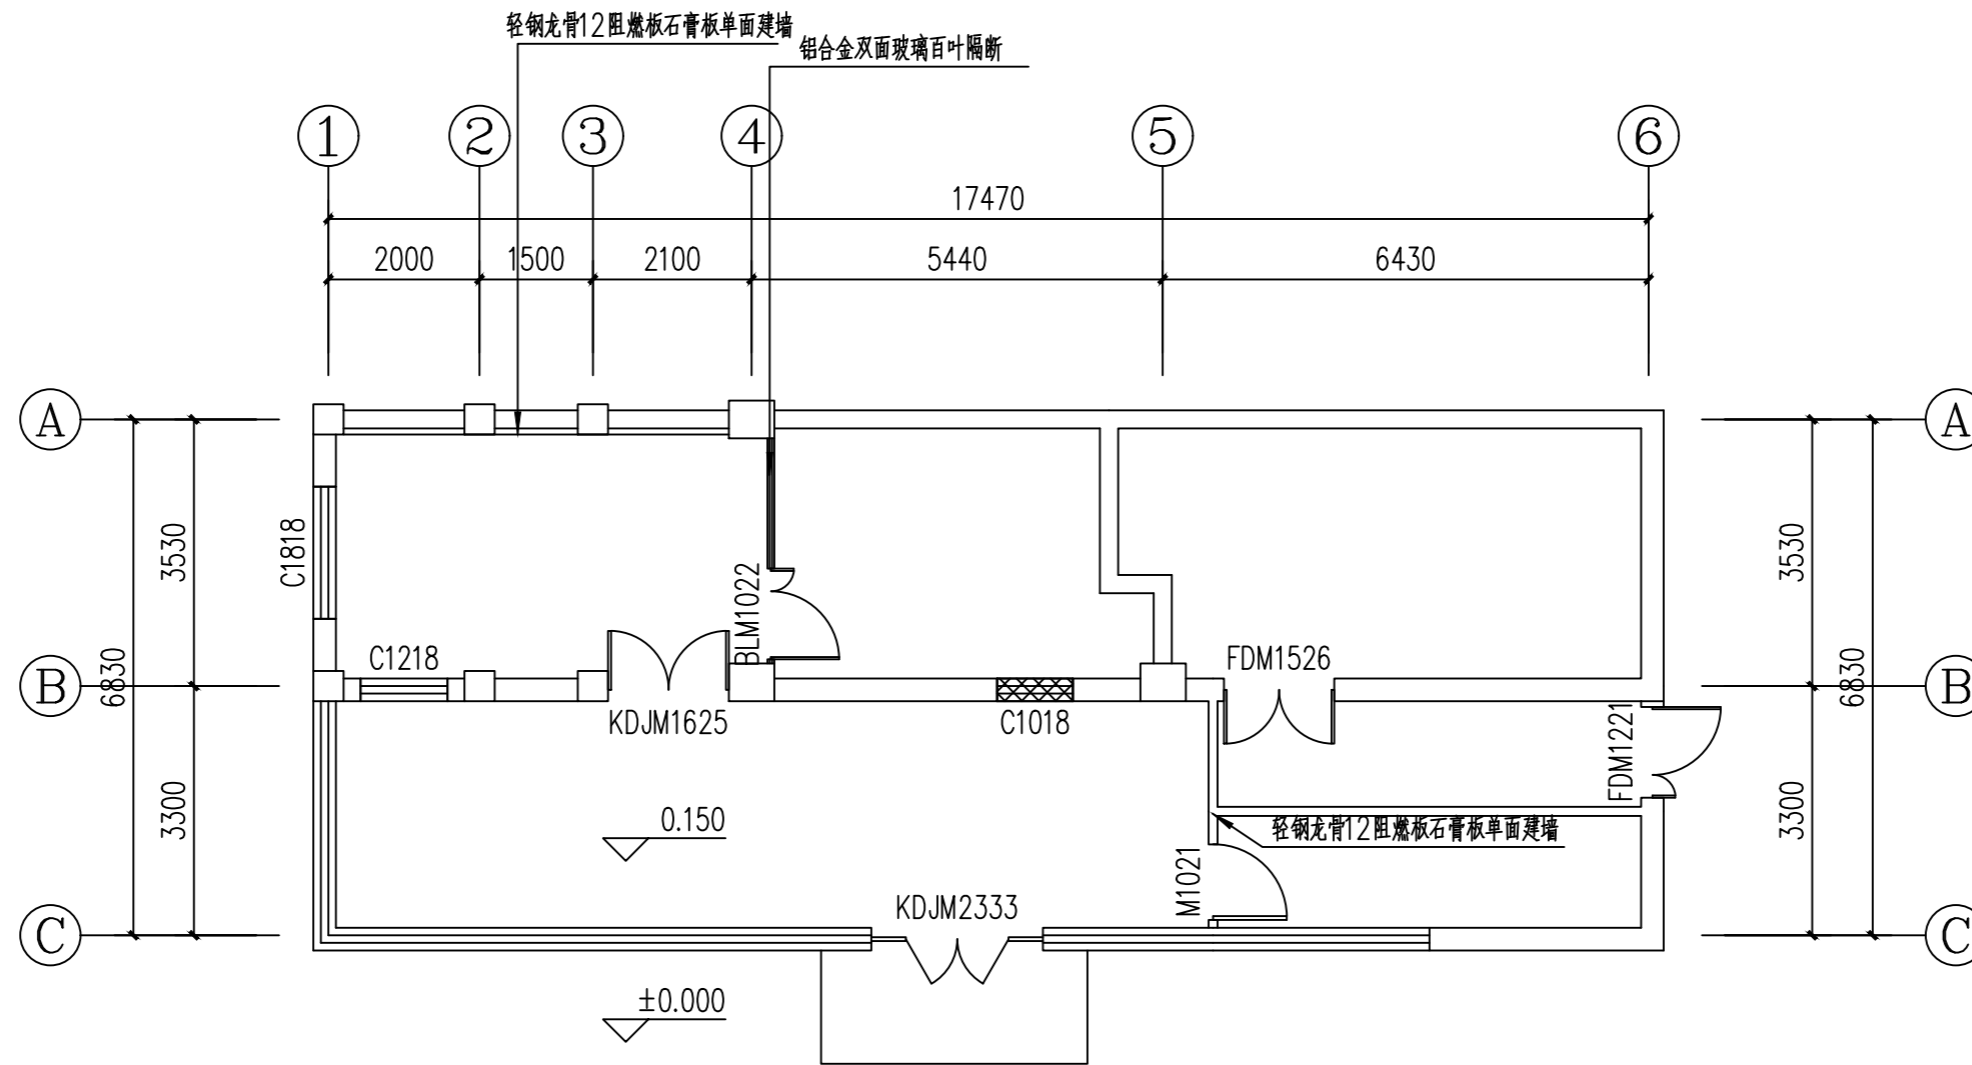 轻钢龙骨12阻燃板石膏板单面建墙
铝合金双面玻璃百叶隔断
1 2 3 4 5 6
17470
2000 1500 2100 5440 6430
A A
3530 3530
C1818
BLM1022
6830 6830
C1218 FDM1526
B B
KDJM1625 C1018
FDM1221
3300 3300
0.150
轻钢龙骨12阻燃板石膏板单面建墙
M1021
KDJM2333
C C
±0.000